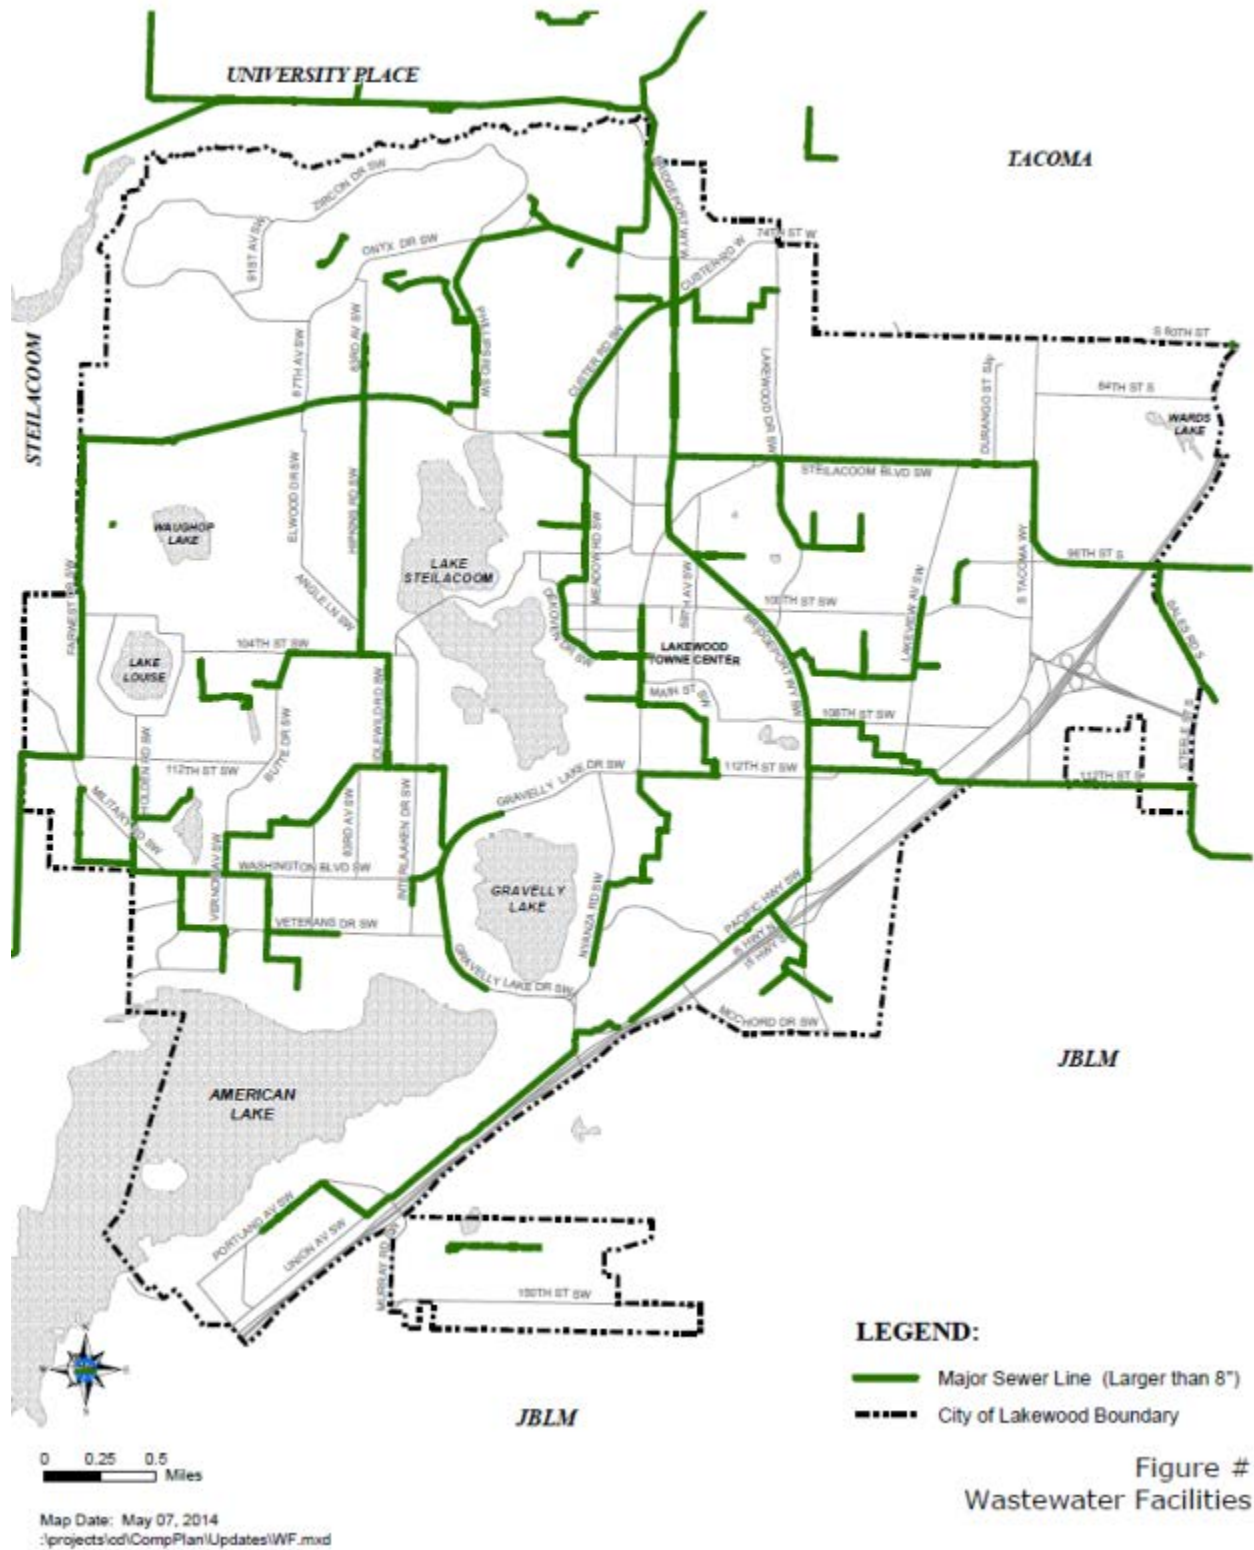 UNIVERSITY PLACE
TACOMA
ZIRCON DR SW
BRIDGEPORT WY W
91ST AV SW
ONYX DR SW
74TH ST W
CUSTER RD W
STEILACOOM
87TH AV SW
83RD AV SW
PHILLIPS RD SW
CUSTER RD SW
LAKEWOOD DR SW
S 80TH ST
DURANGO ST SW
84TH ST S
WARDS
LAKE
STEILACOOM BLVD SW
ELWOOD DR SW
HIPKINS RD SW
WAUGHOP
LAKE
LAKE
STEILACOOM
MEADOW RD SW
FARWEST DR SW
ANGLE LN SW
DEKOVEN DR SW
59TH AV SW
100TH ST SW
LAKEVIEW AV SW
S TACOMA WY
96TH ST S
SALES RD S
104TH ST SW
LAKE
LOUISE
LAKEWOOD
TOWNE CENTER
BRIDGEPORT WY SW
MAIN ST SW
108TH ST SW
STEELE ST S
HOLDEN RD SW
BUTTE DR SW
IDLEWILD RD SW
112TH ST SW
GRAVELLY LAKE DR SW
112TH ST SW
112TH ST S
MILITARY RD SW
83RD AV SW
INTERLAAKEN DR SW
VERNON AV SW
WASHINGTON BLVD SW
GRAVELLY
LAKE
NYANZA RD SW
PACIFIC HWY SW
VETERANS DR SW
I5 HWY N
I5 HWY S
GRAVELLY LAKE DR SW
MCCHORD DR SW
JBLM
AMERICAN
LAKE
PORTLAND AV SW
UNION AV SW
MURRAY RD SW
150TH ST SW
LEGEND:
Major Sewer Line (Larger than 8")
City of Lakewood Boundary
N
W
E
S
JBLM
0 0.25 0.5
Miles
Figure #
Wastewater Facilities
Map Date: May 07, 2014
:\projects\cd\CompPlan\Updates\WF.mxd